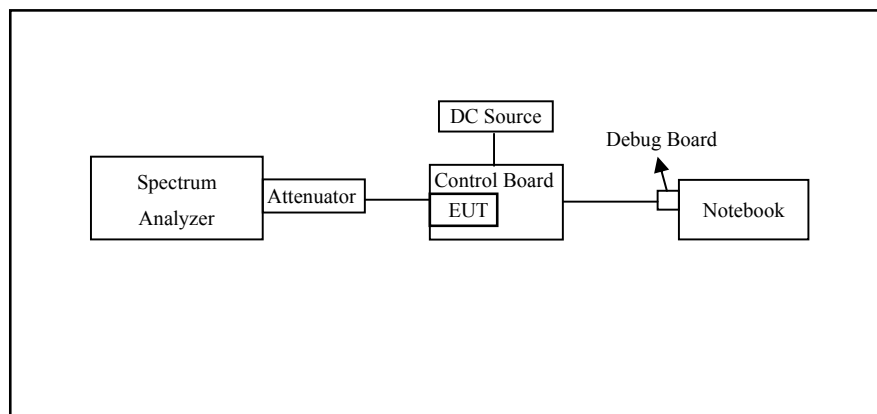 DC Source
Debug Board
Spectrum
Analyzer
Attenuator
Control Board
EUT
Notebook